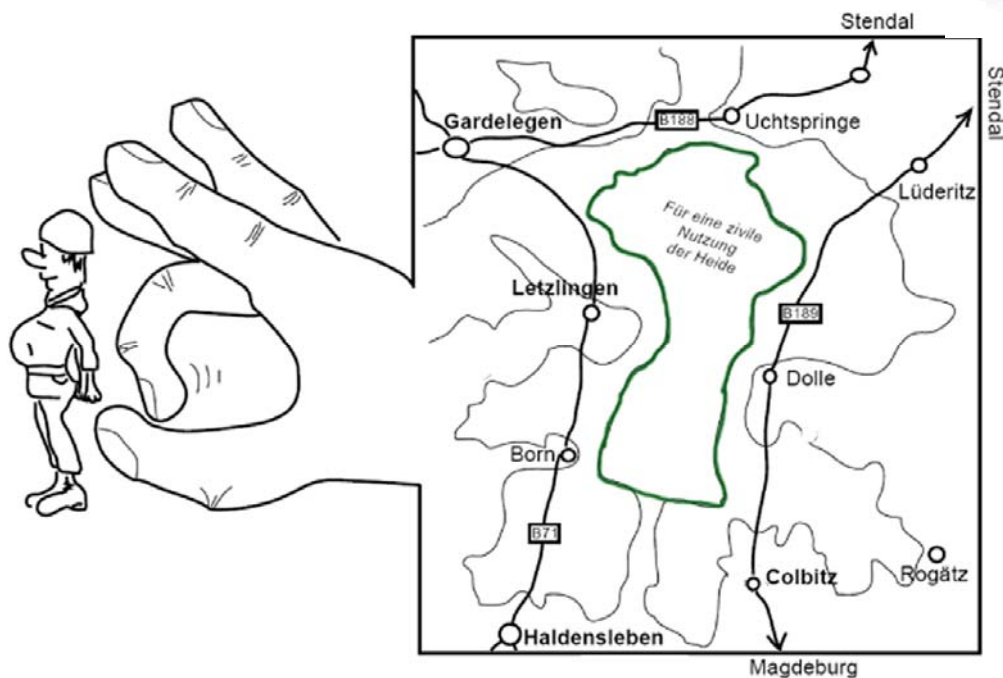 Stendal
Stendal
Gardelegen
B188
Uchtspringe
Lüderitz
Für eine zivile
Nutzung
der Heide
Letzlingen
B189
Dolle
Born
B71
Colbitz
Rogätz
Haldensleben
Magdeburg